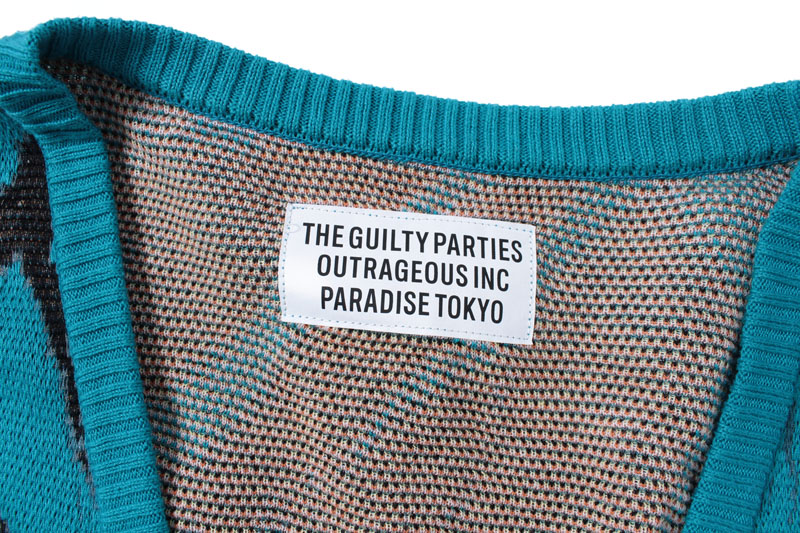 THE GUILTY PARTIES
OUTRAGEOUS INC
PARADISE TOKYO